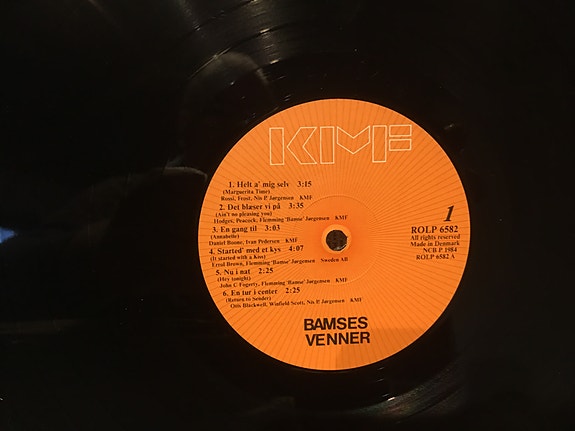 KMF
1. Helt a' mig selv 3:15
(Marguerita Time)
Rossi, Frost, Nis P. Jørgensen KMF
2. Det blæser vi på 3:35
(Ain't no pleasing you)
Hodges, Peacock, Flemming 'Bamse' Jørgensen KMF
3. En gang til 3:03
(Annabelle)
Daniel Boone, Ivan Pedersen KMF
4. Started' med et kys 4:07
(It started with a Kiss)
Errol Brown, Flemming 'Bamse' Jørgensen Sweden AB
5. Nu i nat 2:25
(Hey tonight)
John C Fogerty, Flemming 'Bamse' Jørgensen KMF
6. En tur i center 2:25
(Return to Sender)
Otis Blackwell, Winfield Scott, Nis P. Jørgensen KMF
1
ROLP 6582
All rights reserved
Made in Denmark
NCB P 1984
ROLP 6582 A
BAMSES
VENNER